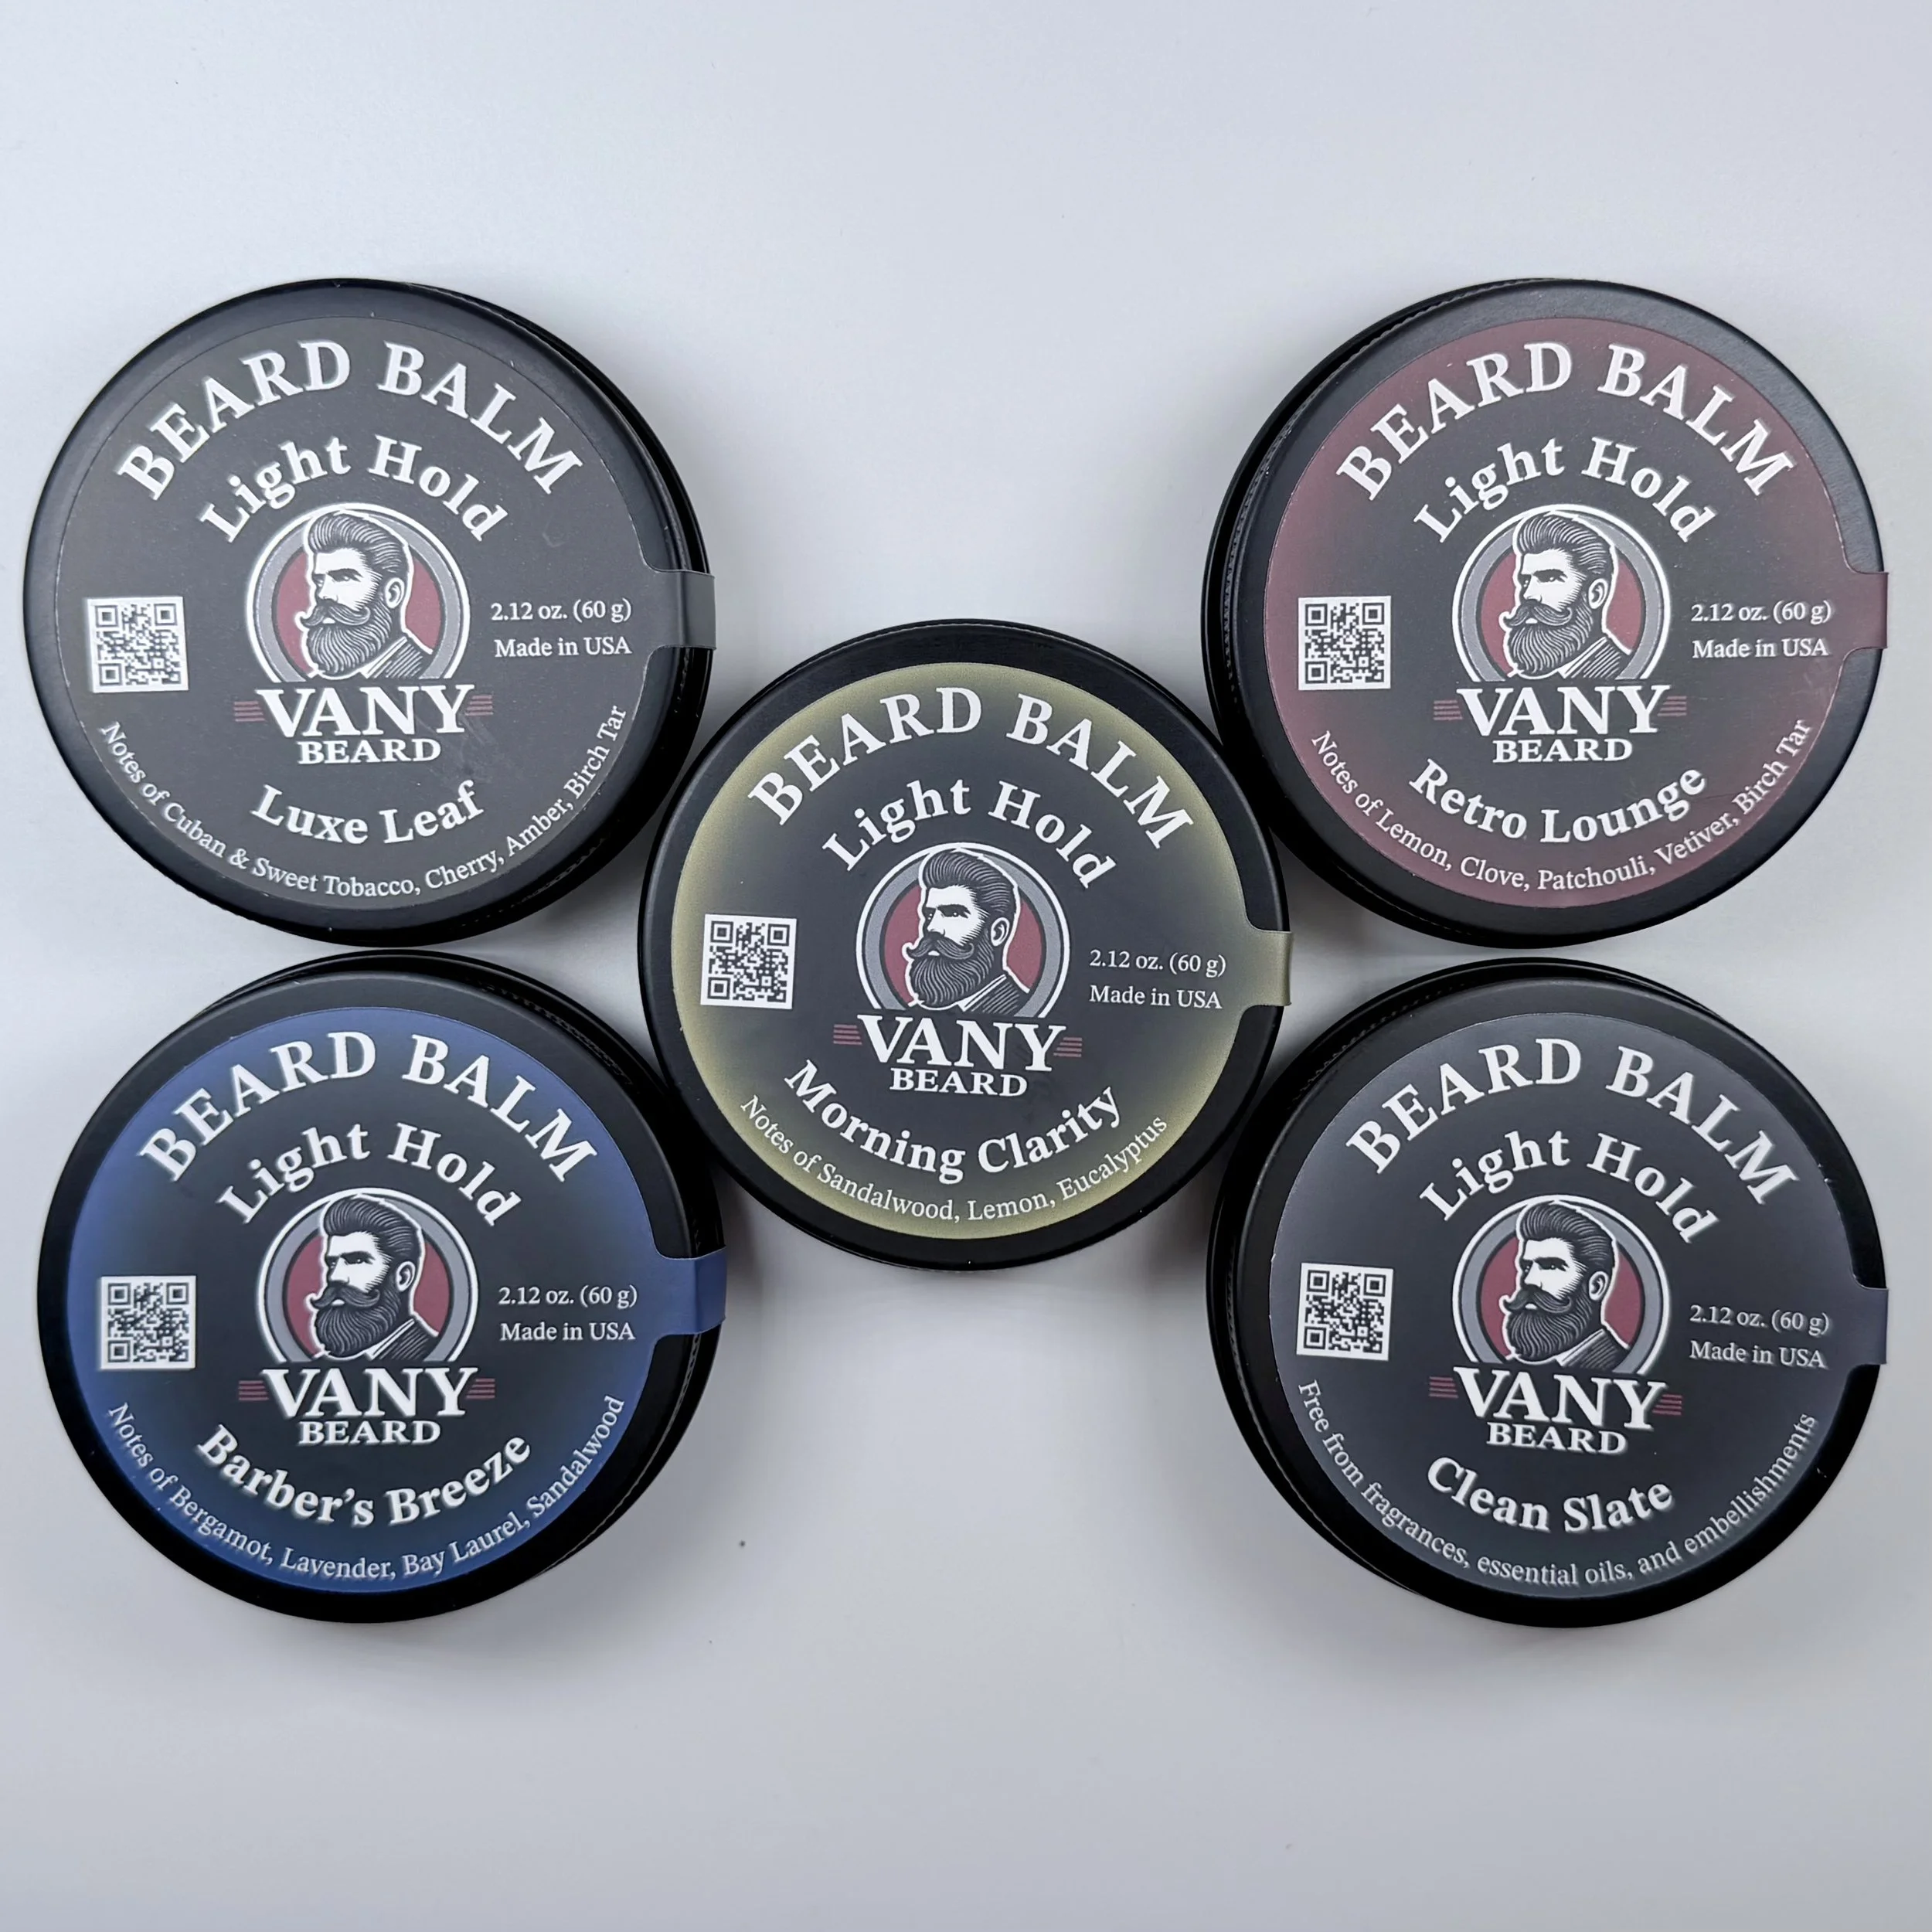 BEARD BALM
Light Hold
2.12 oz. (60 g)
Made in USA
VANY
BEARD
Luxe Leaf
Notes of Cuban & Sweet Tobacco, Cherry, Amber, Birch Tar
BEARD BALM
Light Hold
2.12 oz. (60 g)
Made in USA
VANY
BEARD
Retro Lounge
Notes of Lemon, Clove, Patchouli, Vetiver, Birch Tar
BEARD BALM
Light Hold
2.12 oz. (60 g)
Made in USA
VANY
BEARD
Morning Clarity
Notes of Sandalwood, Lemon, Eucalyptus
BEARD BALM
Light Hold
2.12 oz. (60 g)
Made in USA
VANY
BEARD
Barber's Breeze
Notes of Bergamot, Lavender, Bay Laurel, Sandalwood
BEARD BALM
Light Hold
2.12 oz. (60 g)
Made in USA
VANY
BEARD
Clean Slate
Free from fragrances, essential oils, and embellishments